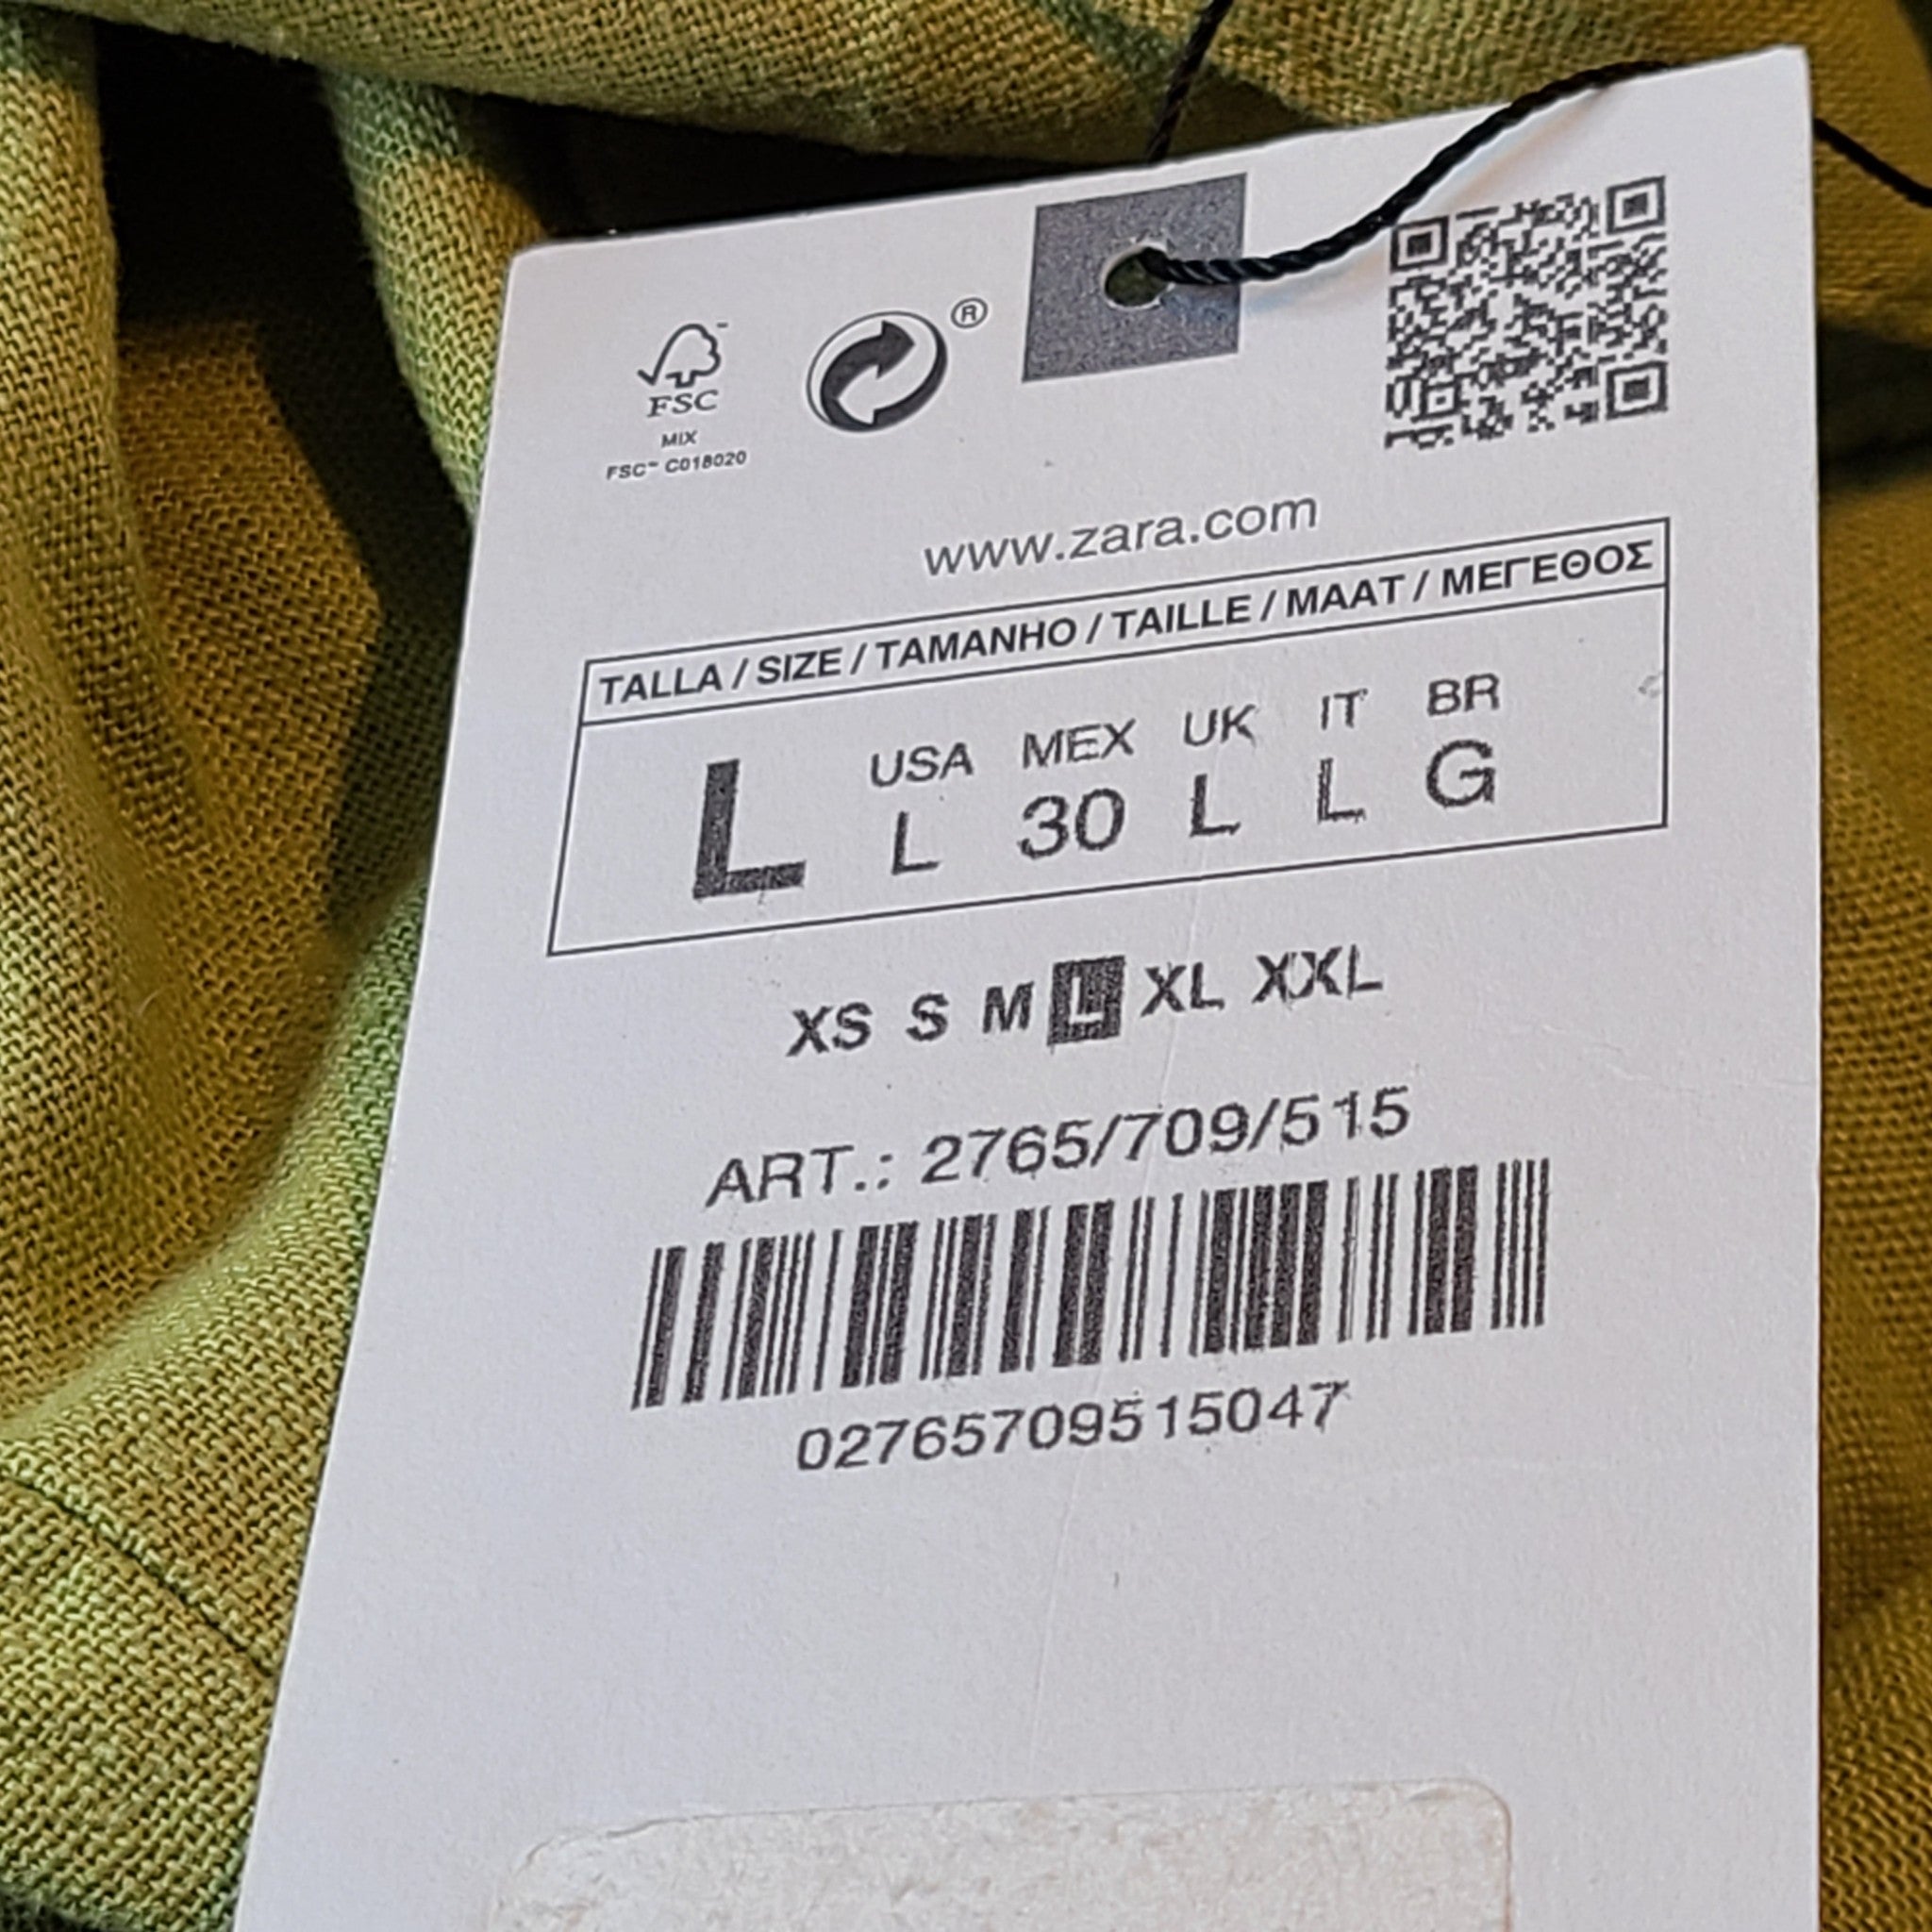 ®
FSC™
MIX
FSC™ C018020
www.zara.com
TALLA / SIZE / TAMANHO / TAILLE / MAAT / ΜΕΓΕΘΟΣ
USA MEX UK IT BR
L L 30 L L G
XS S M L XL XXL
ART.: 2765/709/515
02765709515047